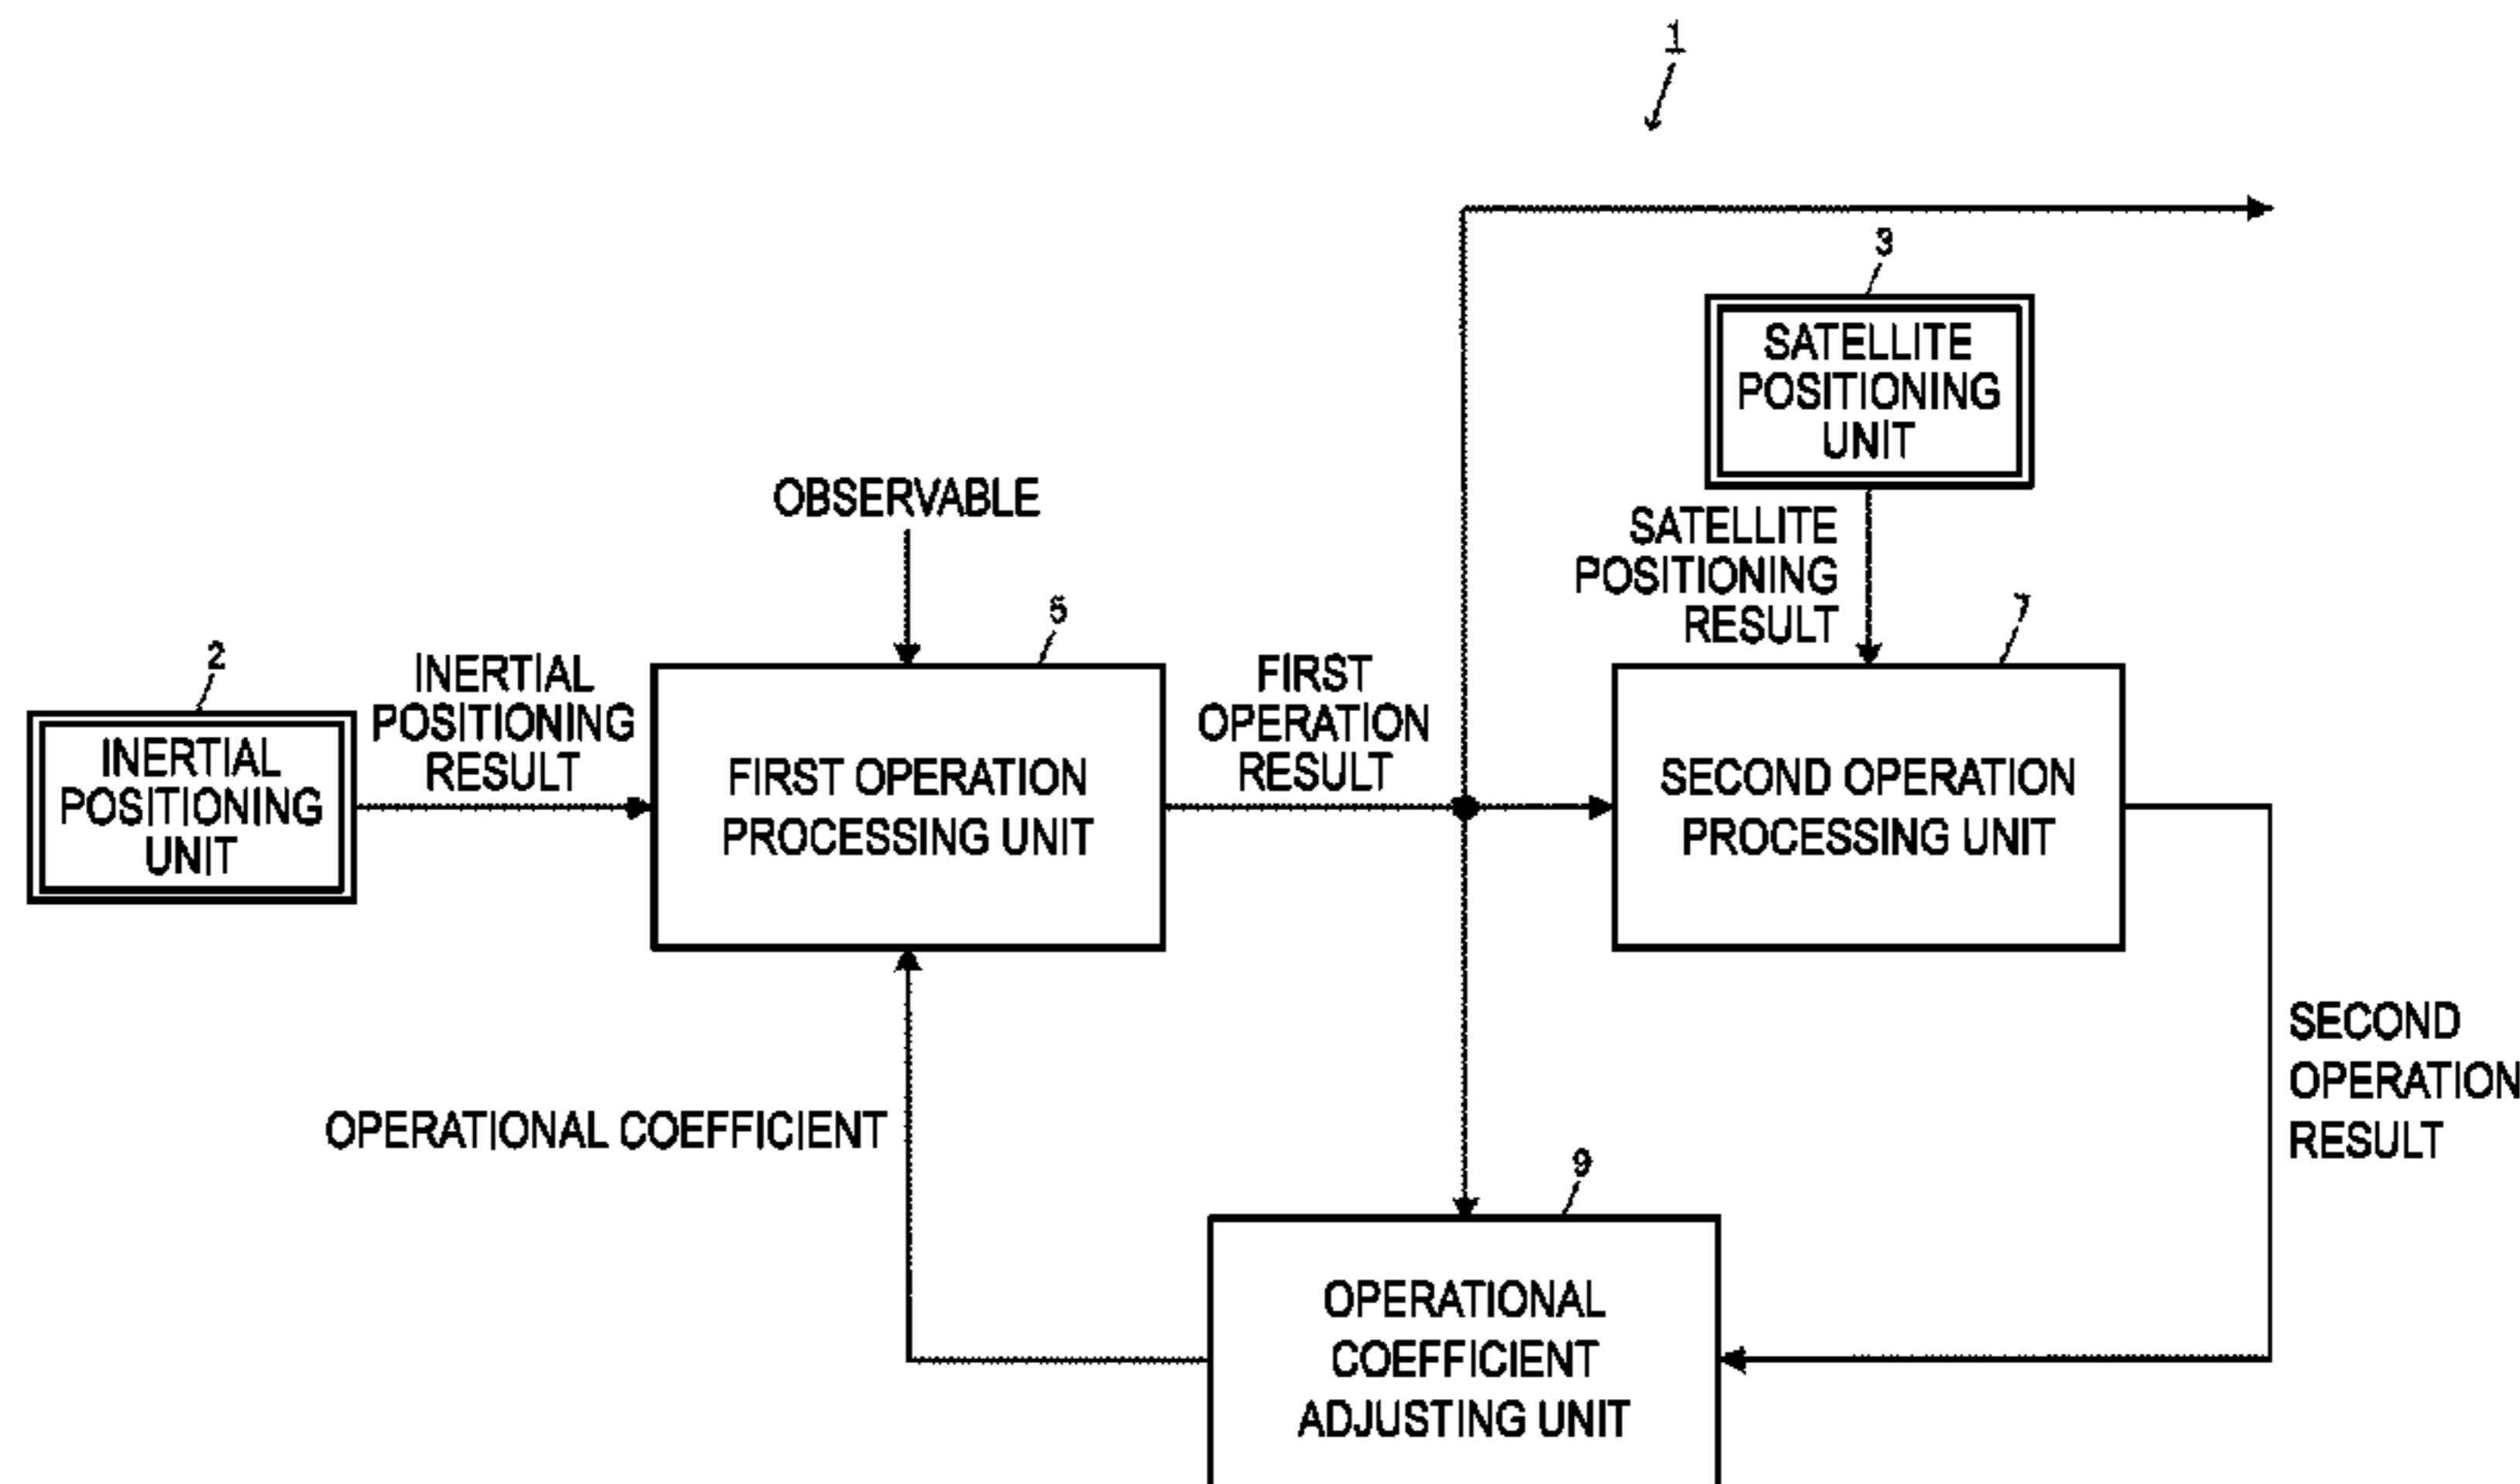 1
3
SATELLITE
POSITIONING
UNIT
OBSERVABLE
SATELLITE
POSITIONING
RESULT
5
7
2
INERTIAL
POSITIONING
RESULT
FIRST
OPERATION
RESULT
INERTIAL
POSITIONING
UNIT
FIRST OPERATION
PROCESSING UNIT
SECOND OPERATION
PROCESSING UNIT
SECOND
OPERATION
RESULT
OPERATIONAL COEFFICIENT
9
OPERATIONAL
COEFFICIENT
ADJUSTING UNIT